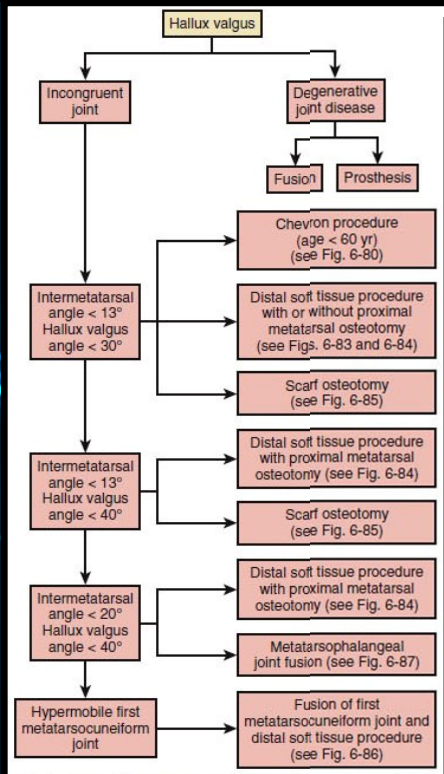 Hallux valgus
Incongruent
joint
Degenerative
joint disease
Fusion
Prosthesis
Chevron procedure
(age < 60 yr)
(see Fig. 6-80)
Intermetatarsal
angle < 13°
Hallux valgus
angle < 30°
Distal soft tissue procedure
with or without proximal
metatarsal osteotomy
(see Figs. 6-83 and 6-84)
Scarf osteotomy
(see Fig. 6-85)
Intermetatarsal
angle < 13°
Hallux valgus
angle < 40°
Distal soft tissue procedure
with proximal metatarsal
osteotomy (see Fig. 6-84)
Scarf osteotomy
(see Fig. 6-85)
Intermetatarsal
angle < 20°
Hallux valgus
angle < 40°
Distal soft tissue procedure
with proximal metatarsal
osteotomy (see Fig. 6-84)
Metatarsophalangeal
joint fusion (see Fig. 6-87)
Hypermobile first
metatarsocuneiform
joint
Fusion of first
metatarsocuneiform joint and
distal soft tissue procedure
(see Fig. 6-86)